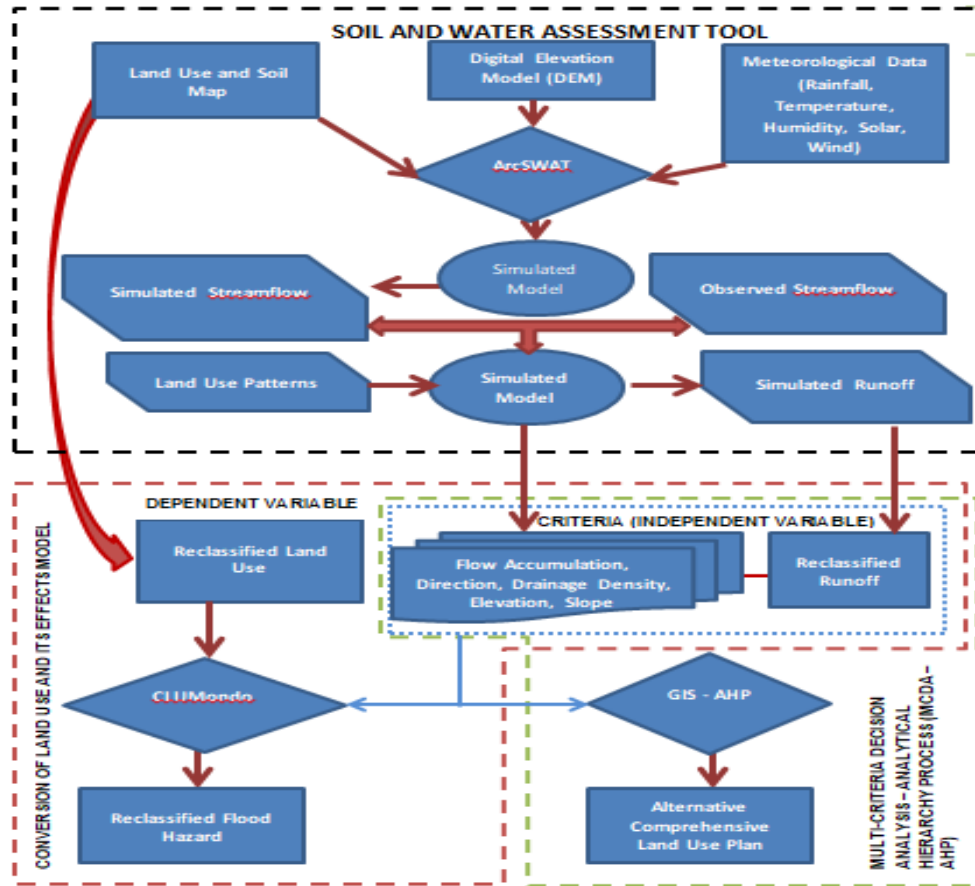 SOIL AND WATER ASSESSMENT TOOL
Land Use and Soil
Map
Digital Elevation
Model (DEM)
Meteorological Data
(Rainfall,
Temperature,
Humidity, Solar,
Wind)
ArcSWAT
Simulated
Model
Simulated Streamflow
Observed Streamflow
Land Use Patterns
Simulated
Model
Simulated Runoff
DEPENDENT VARIABLE
CRITERIA (INDEPENDENT VARIABLE)
Reclassified Land
Use
Flow Accumulation,
Direction, Drainage Density,
Elevation, Slope
Reclassified
Runoff
CONVERSION OF LAND USE AND ITS EFFECTS MODEL
CLUMondo
GIS - AHP
Reclassified Flood
Hazard
Alternative
Comprehensive
Land Use Plan
MULTI-CRITERIA DECISION
ANALYSIS – ANALYTICAL
HIERARCHY PROCESS (MCDA –
AHP)